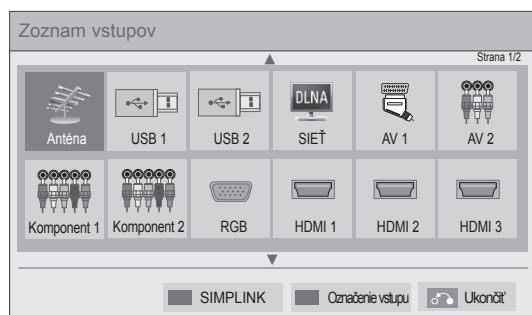 Zoznam vstupov
Strana 1/2
DLNA
Anténa USB 1 USB 2 SIEŤ AV 1 AV 2
Komponent 1 Komponent 2 RGB HDMI 1 HDMI 2 HDMI 3
SIMPLINK Označenie vstupu Ukončiť